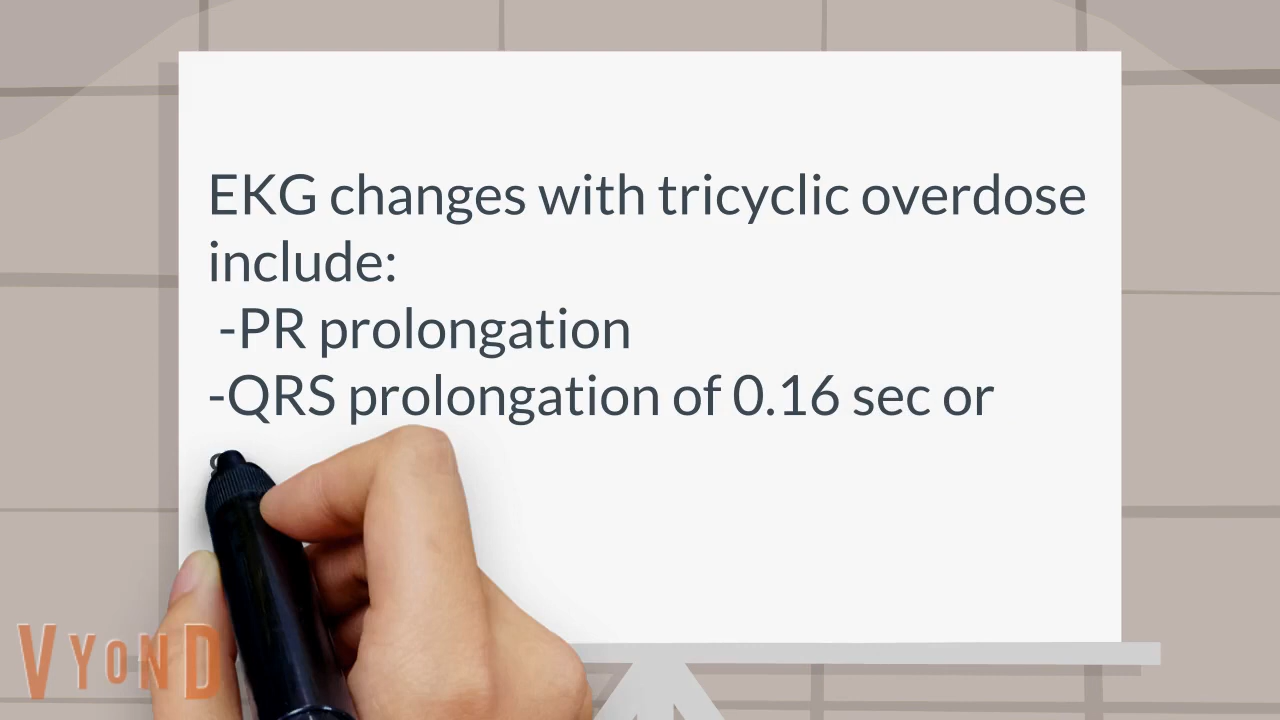 EKG changes with tricyclic overdose
include:
-PR prolongation
-QRS prolongation of 0.16 sec or
VYOND